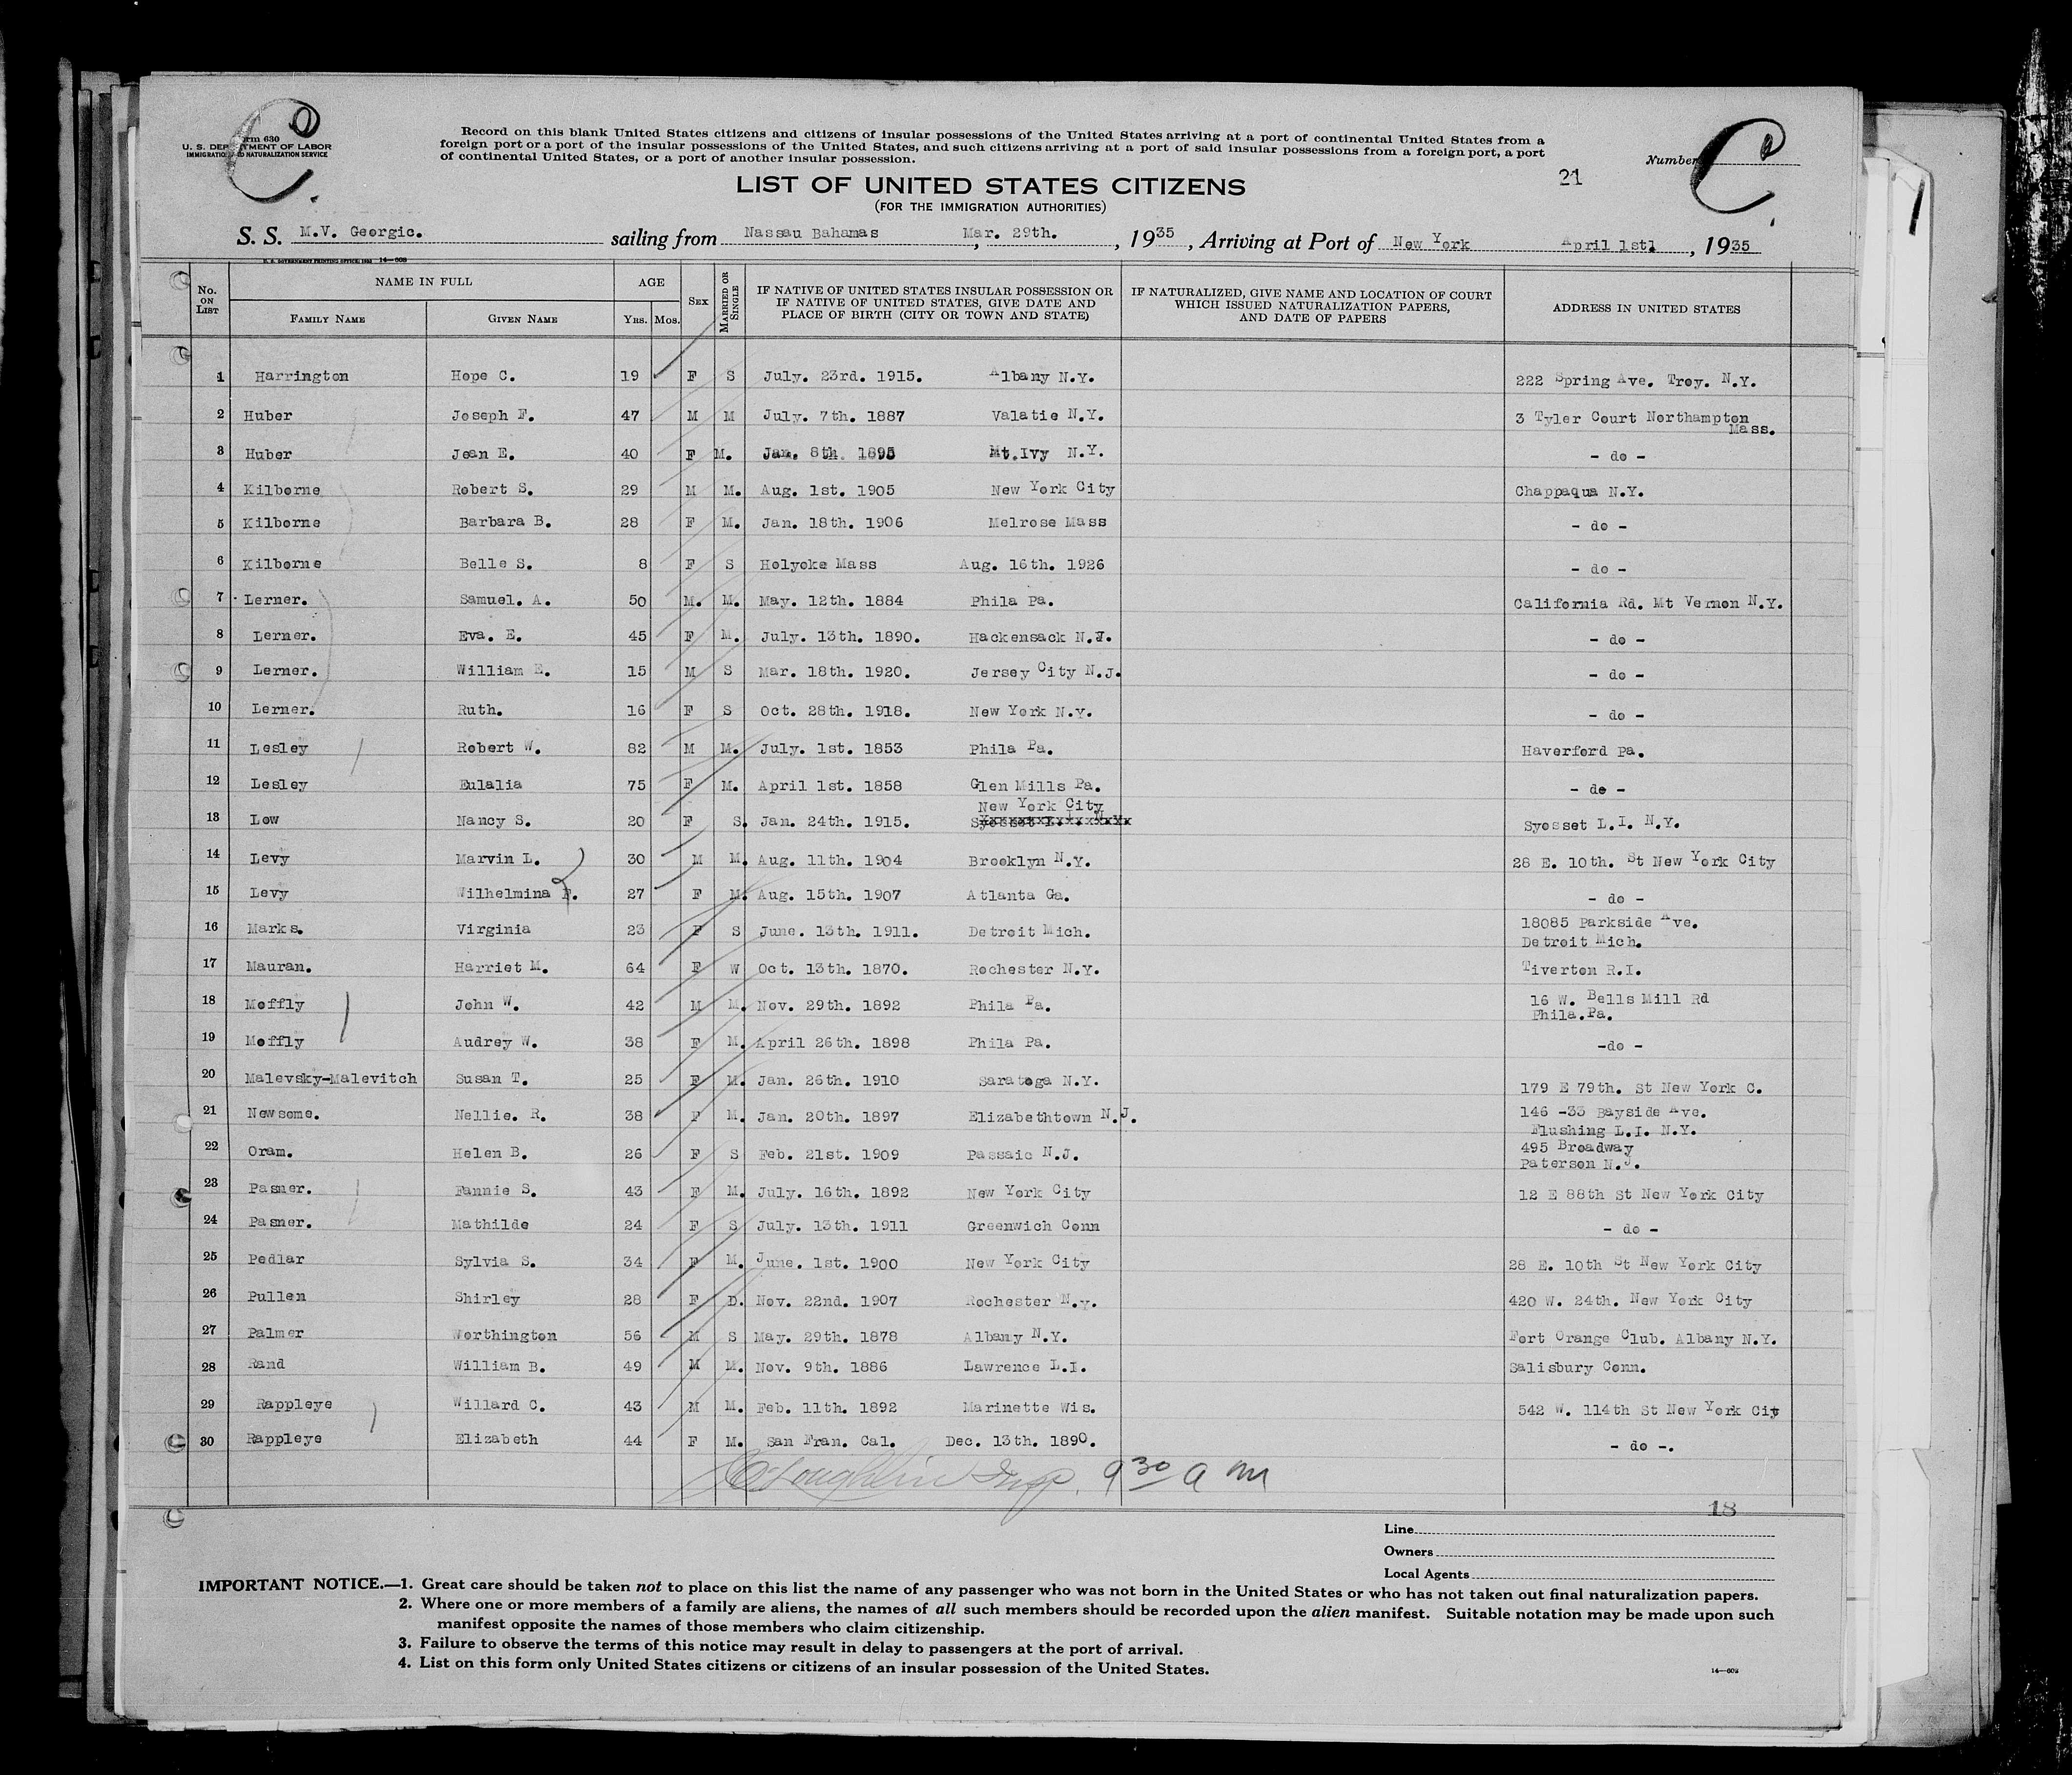 Form 630
U. S. DEPARTMENT OF LABOR
IMMIGRATION AND NATURALIZATION SERVICE
Record on this blank United States citizens and citizens of insular possessions of the United States arriving at a port of continental United States from a
foreign port or a port of the insular possessions of the United States, and such citizens arriving at a port of said insular possessions from a foreign port, a port
of continental United States, or a port of another insular possession.
Number
C
C
21
LIST OF UNITED STATES CITIZENS
(FOR THE IMMIGRATION AUTHORITIES)
S. S. M.V. Georgic. sailing from Nassau Bahamas, Mar. 29th., 1935, Arriving at Port of New York April 1st1, 1935
U. S. GOVERNMENT PRINTING OFFICE: 14—608
No. ON LIST NAME IN FULL FAMILY NAME GIVEN NAME AGE YRS. MOS. SEX MARRIED OR SINGLE IF NATIVE OF UNITED STATES INSULAR POSSESSION OR IF NATIVE OF UNITED STATES, GIVE DATE AND PLACE OF BIRTH (CITY OR TOWN AND STATE) IF NATURALIZED, GIVE NAME AND LOCATION OF COURT WHICH ISSUED NATURALIZATION PAPERS, AND DATE OF PAPERS ADDRESS IN UNITED STATES
1 Harrington Hope C. 19 F S July. 23rd. 1915. Albany N.Y. 222 Spring Ave. Troy. N.Y.
2 Huber Joseph F. 47 M M July. 7th. 1887 Valatie N.Y. 3 Tyler Court Northampton Mass.
3 Huber Jean E. 40 F M. Jan. 8th. 1895 Mt.Ivy N.Y. - do -
4 Kilborne Robert S. 29 M M. Aug. 1st. 1905 New York City Chappaqua N.Y.
5 Kilborne Barbara B. 28 F M. Jan. 18th. 1906 Melrose Mass - do -
6 Kilborne Belle S. 8 F S Holyoke Mass Aug. 16th. 1926 - do -
7 Lerner. Samuel. A. 50 M. M. May. 12th. 1884 Phila Pa. California Rd. Mt Vernon N.Y.
8 Lerner. Eva. E. 45 F M. July. 13th. 1890. Hackensack N.J. - do -
9 Lerner. William E. 15 M S Mar. 18th. 1920. Jersey City N.J. - do -
10 Lerner. Ruth. 16 F S Oct. 28th. 1918. New York N.Y. - do -
11 Lesley Robert W. 82 M M. July. 1st. 1853 Phila Pa. Haverford Pa.
12 Lesley Eulalia 75 F M. April 1st. 1858 Glen Mills Pa. - do -
New York City
13 Low Nancy S. 20 F S. Jan. 24th. 1915. Syosset L.I. N.Y. Syosset L.I. N.Y.
14 Levy Marvin L. 30 M M. Aug. 11th. 1904 Brooklyn N.Y. 28 E. 10th. St New York City
15 Levy Wilhelmina F. 27 F M. Aug. 15th. 1907 Atlanta Ga. - do -
16 Marks. Virginia 23 F S June. 13th. 1911. Detroit Mich. 18085 Parkside Ave. Detroit Mich.
17 Mauran. Harriet M. 64 F W Oct. 13th. 1870. Rochester N.Y. Tiverton R.I.
18 Moffly John W. 42 M M. Nov. 29th. 1892 Phila Pa. 16 W. Bells Mill Rd Phila.Pa.
19 Moffly Audrey W. 38 F M. April 26th. 1898 Phila Pa. -do -
20 Malevsky-Malevitch Susan T. 25 F M. Jan. 26th. 1910 Saratoga N.Y. 179 E 79th. St New York C.
21 Newsome. Nellie. R. 38 F M. Jan. 20th. 1897 Elizabethtown N.J. 146 -33 Bayside Ave. Flushing L.I. N.Y.
22 Oram. Helen B. 26 F S Feb. 21st. 1909 Passaic N.J. 495 Broadway Paterson N.J.
23 Pasner. Fannie S. 43 F M. July. 16th. 1892 New York City 12 E 88th St New York City
24 Pasner. Mathilde 24 F S July. 13th. 1911 Greenwich Conn - do -
25 Pedlar Sylvia S. 34 F M. June. 1st. 1900 New York City 28 E. 10th St New York City
26 Pullen Shirley 28 F D. Nov. 22nd. 1907 Rochester N.Y. 420 W. 24th. New York City
27 Palmer Worthington 56 M S May. 29th. 1878 Albany N.Y. Fort Orange Club. Albany N.Y.
28 Rand William B. 49 M M. Nov. 9th. 1886 Lawrence L.I. Salisbury Conn.
29 Rappleye Willard C. 43 M M. Feb. 11th. 1892 Marinette Wis. 542 W. 114th St New York Cit
30 Rappleye Elizabeth 44 F M. San Fran. Cal. Dec. 13th. 1890. - do -.
O'Loughlin Insp. 9 30 a m
18
Line
Owners
Local Agents
IMPORTANT NOTICE.—1. Great care should be taken not to place on this list the name of any passenger who was not born in the United States or who has not taken out final naturalization papers.
2. Where one or more members of a family are aliens, the names of all such members should be recorded upon the alien manifest. Suitable notation may be made upon such
manifest opposite the names of those members who claim citizenship.
3. Failure to observe the terms of this notice may result in delay to passengers at the port of arrival.
4. List on this form only United States citizens or citizens of an insular possession of the United States.
14—608